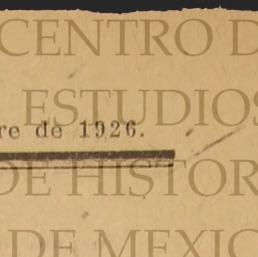 CENTRO D
ESTUDIOS
re de 1926.
DE HISTOR
DE MEXIC